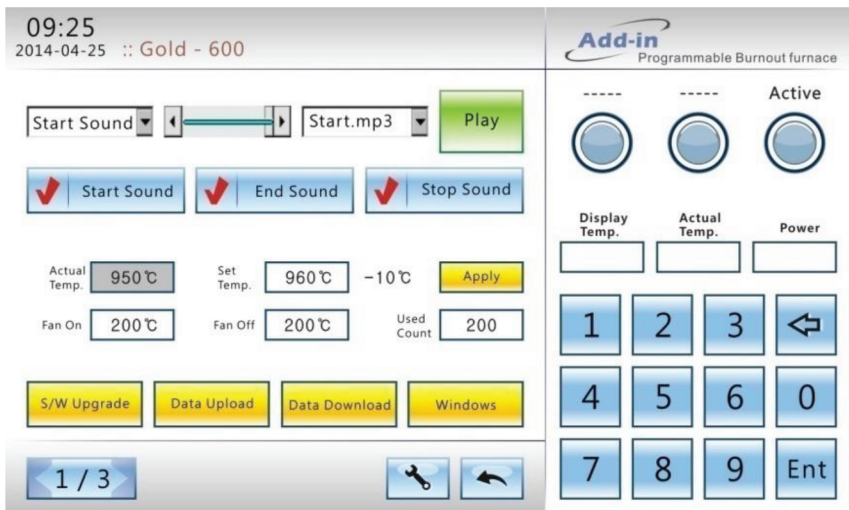 09:25
2014-04-25 :: Gold - 600
Add-in
Programmable Burnout furnace
Start Sound
Start.mp3
Play
Start Sound
End Sound
Stop Sound
Actual Temp.
950℃
Set Temp.
960℃
-10℃
Apply
Fan On
200℃
Fan Off
200℃
Used Count
200
S/W Upgrade
Data Upload
Data Download
Windows
1 / 3
-----
-----
Active
Display Temp.
Actual Temp.
Power
1 2 3
4 5 6 0
7 8 9 Ent